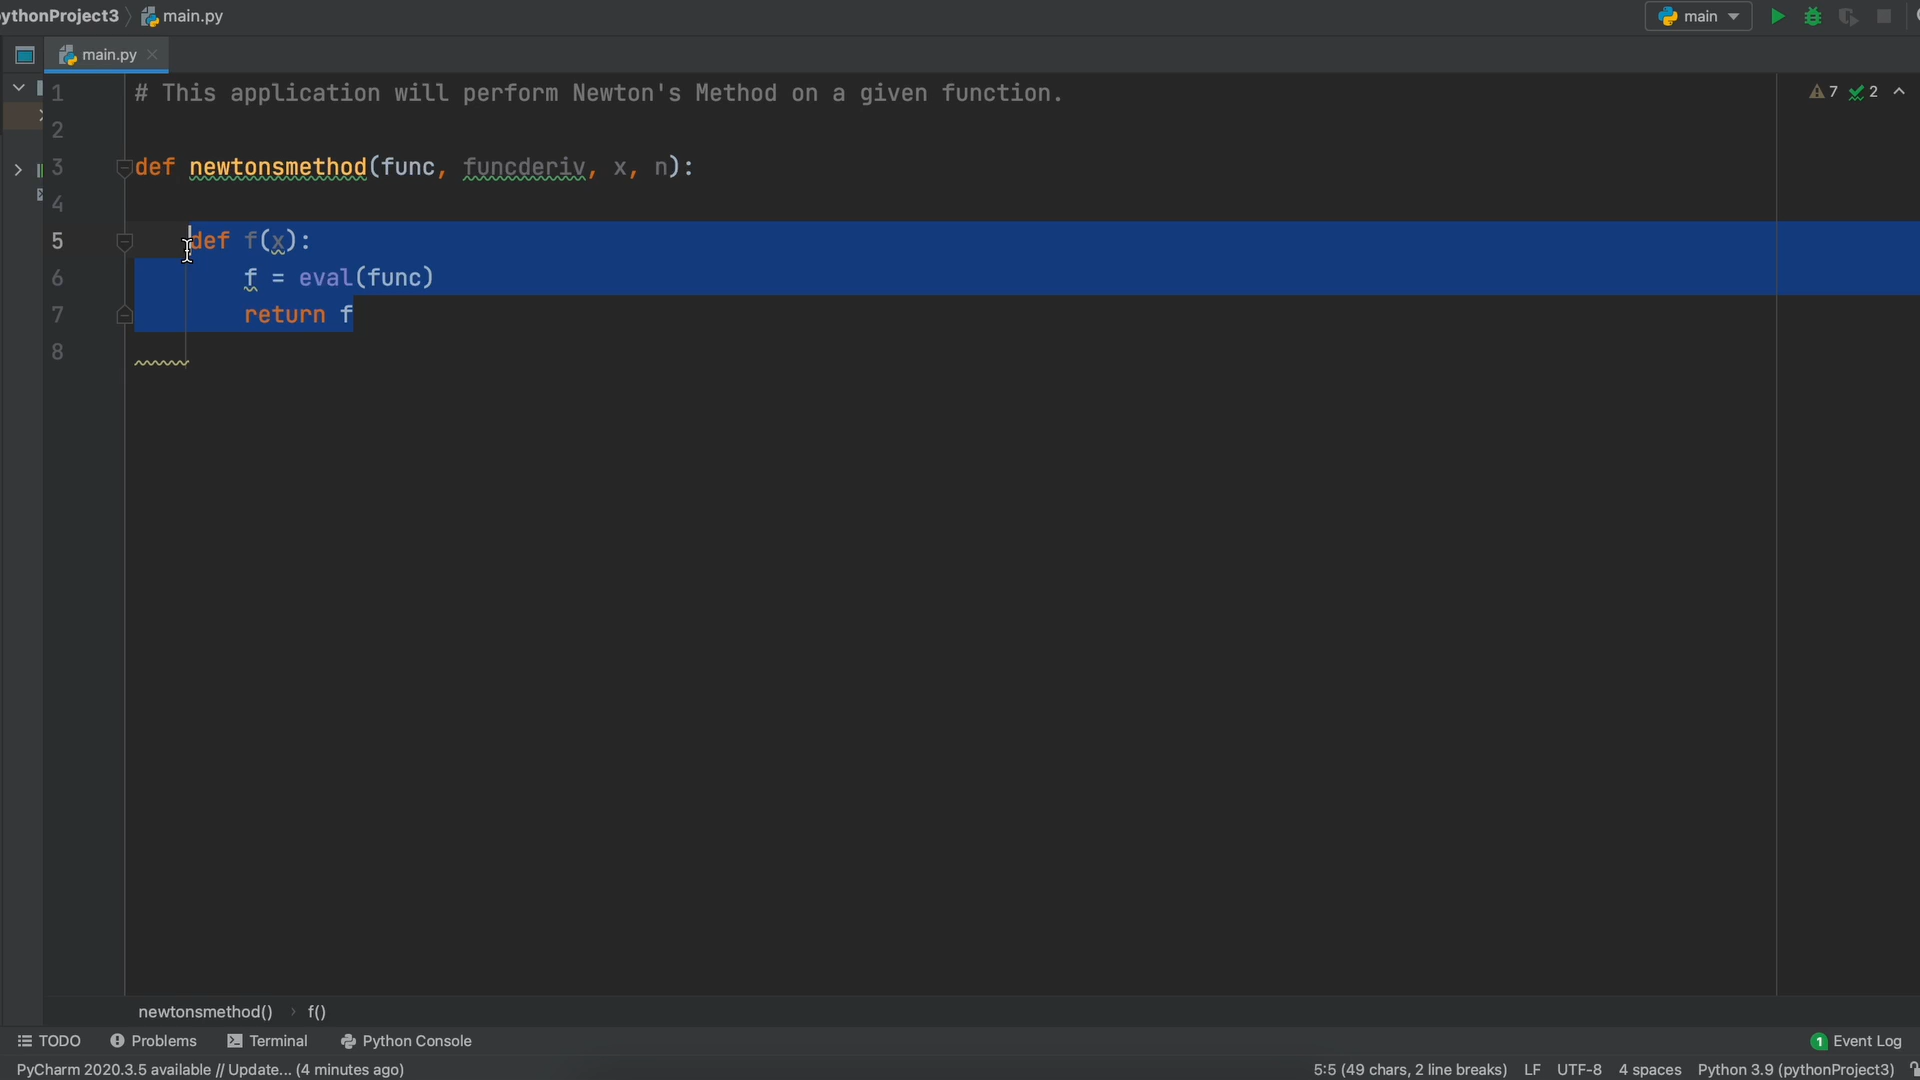 ythonProject3 main.py main
main.py
1 # This application will perform Newton's Method on a given function. 7 2
2
3 def newtonsmethod(func, funcderiv, x, n):
4
5 def f(x):
6 f = eval(func)
7 return f
8
newtonsmethod() › f()
TODO Problems Terminal Python Console 1 Event Log
PyCharm 2020.3.5 available // Update... (4 minutes ago) 5:5 (49 chars, 2 line breaks) LF UTF-8 4 spaces Python 3.9 (pythonProject3)